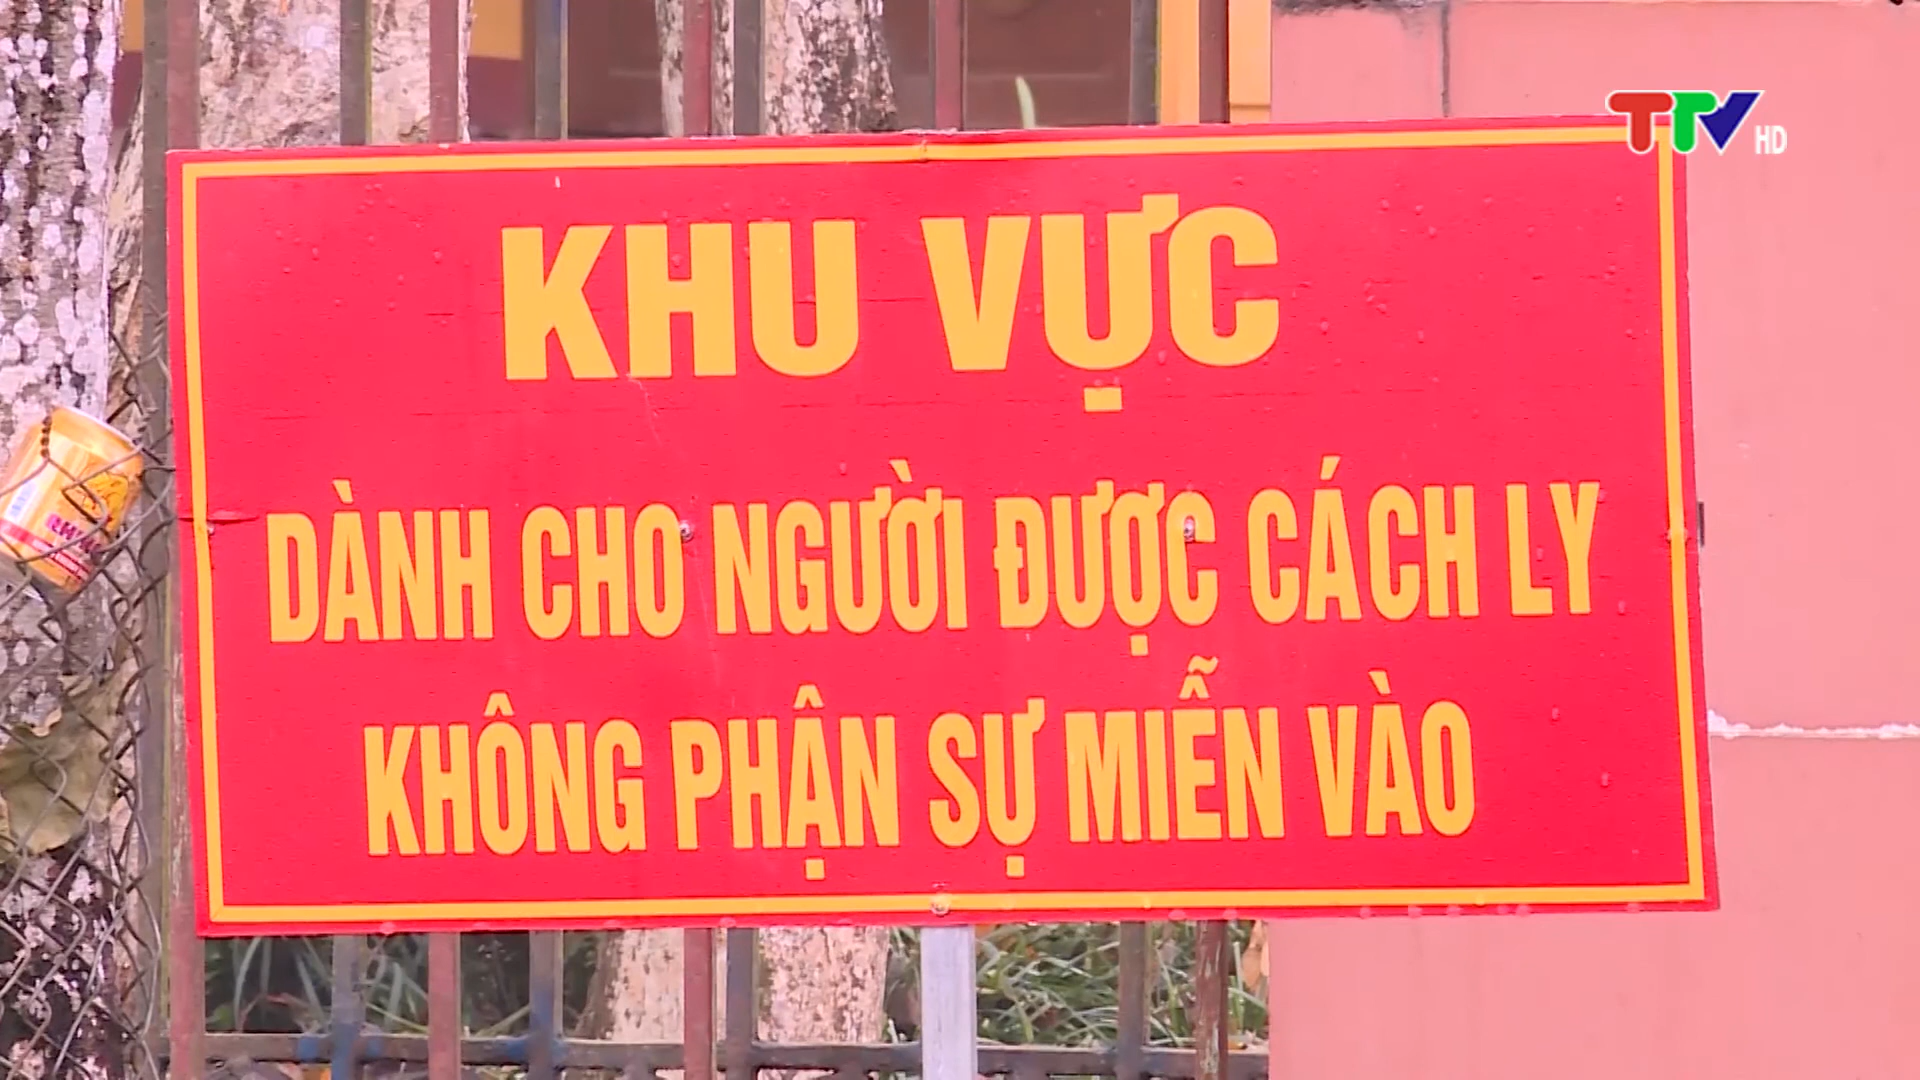 TTV HD
KHU VỰC
DÀNH CHO NGƯỜI ĐƯỢC CÁCH LY
KHÔNG PHẬN SỰ MIỄN VÀO